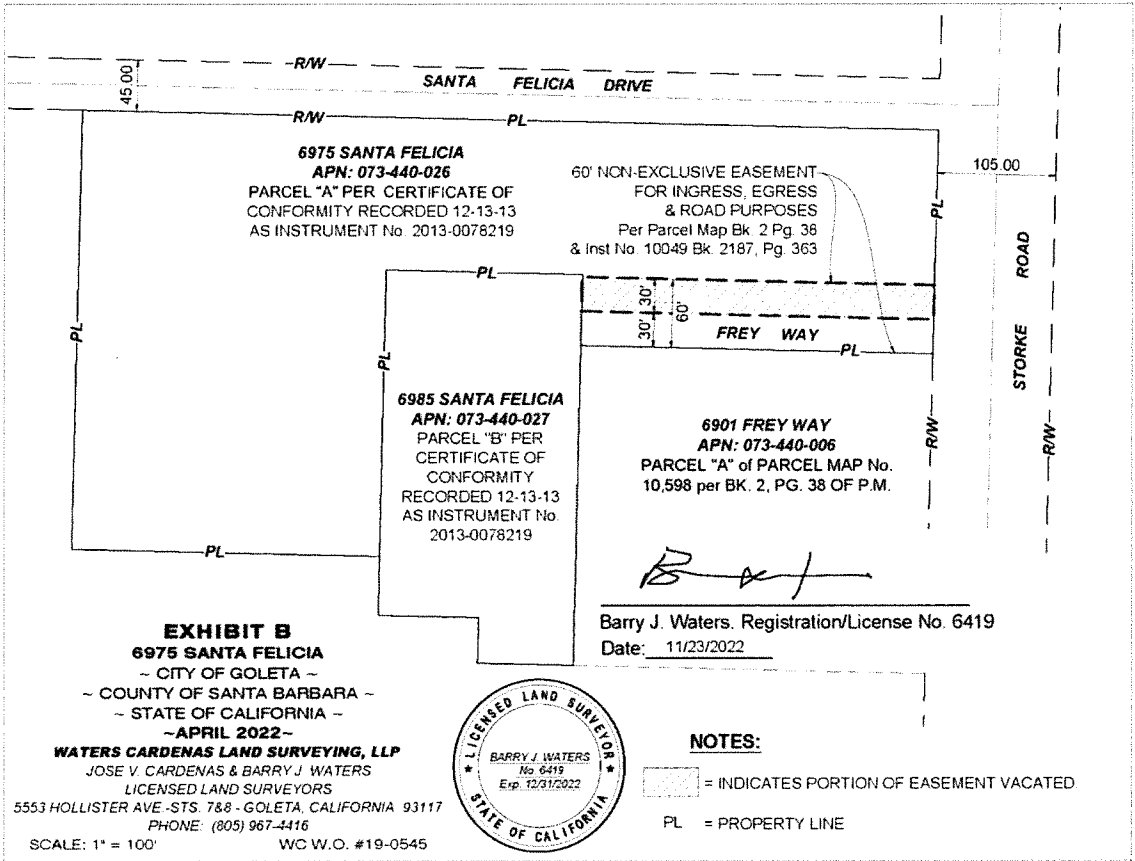 R/W
SANTA FELICIA DRIVE
45.00
R/W
PL
6975 SANTA FELICIA
APN: 073-440-026
PARCEL "A" PER CERTIFICATE OF
CONFORMITY RECORDED 12-13-13
AS INSTRUMENT No. 2013-0078219
60' NON-EXCLUSIVE EASEMENT
FOR INGRESS, EGRESS
& ROAD PURPOSES
Per Parcel Map Bk. 2 Pg. 38
& Inst No. 10049 Bk. 2187, Pg. 363
105.00
PL
STORKE ROAD
PL
30'
30'
60'
FREY WAY
PL
PL
PL
R/W
R/W
6985 SANTA FELICIA
APN: 073-440-027
PARCEL "B" PER
CERTIFICATE OF
CONFORMITY
RECORDED 12-13-13
AS INSTRUMENT No.
2013-0078219
6901 FREY WAY
APN: 073-440-006
PARCEL "A" of PARCEL MAP No.
10,598 per BK. 2, PG. 38 OF P.M.
PL
Barry J. Waters. Registration/License No. 6419
Date: 11/23/2022
EXHIBIT B
6975 SANTA FELICIA
~ CITY OF GOLETA ~
~ COUNTY OF SANTA BARBARA ~
~ STATE OF CALIFORNIA ~
~APRIL 2022~
WATERS CARDENAS LAND SURVEYING, LLP
JOSE V. CARDENAS & BARRY J. WATERS
LICENSED LAND SURVEYORS
5553 HOLLISTER AVE.-STS. 7&8 - GOLETA, CALIFORNIA 93117
PHONE: (805) 967-4416
SCALE: 1" = 100' WC W.O. #19-0545
LICENSED LAND SURVEYOR
BARRY J. WATERS
No. 6419
Exp. 12/31/2022
STATE OF CALIFORNIA
NOTES:
= INDICATES PORTION OF EASEMENT VACATED
PL = PROPERTY LINE